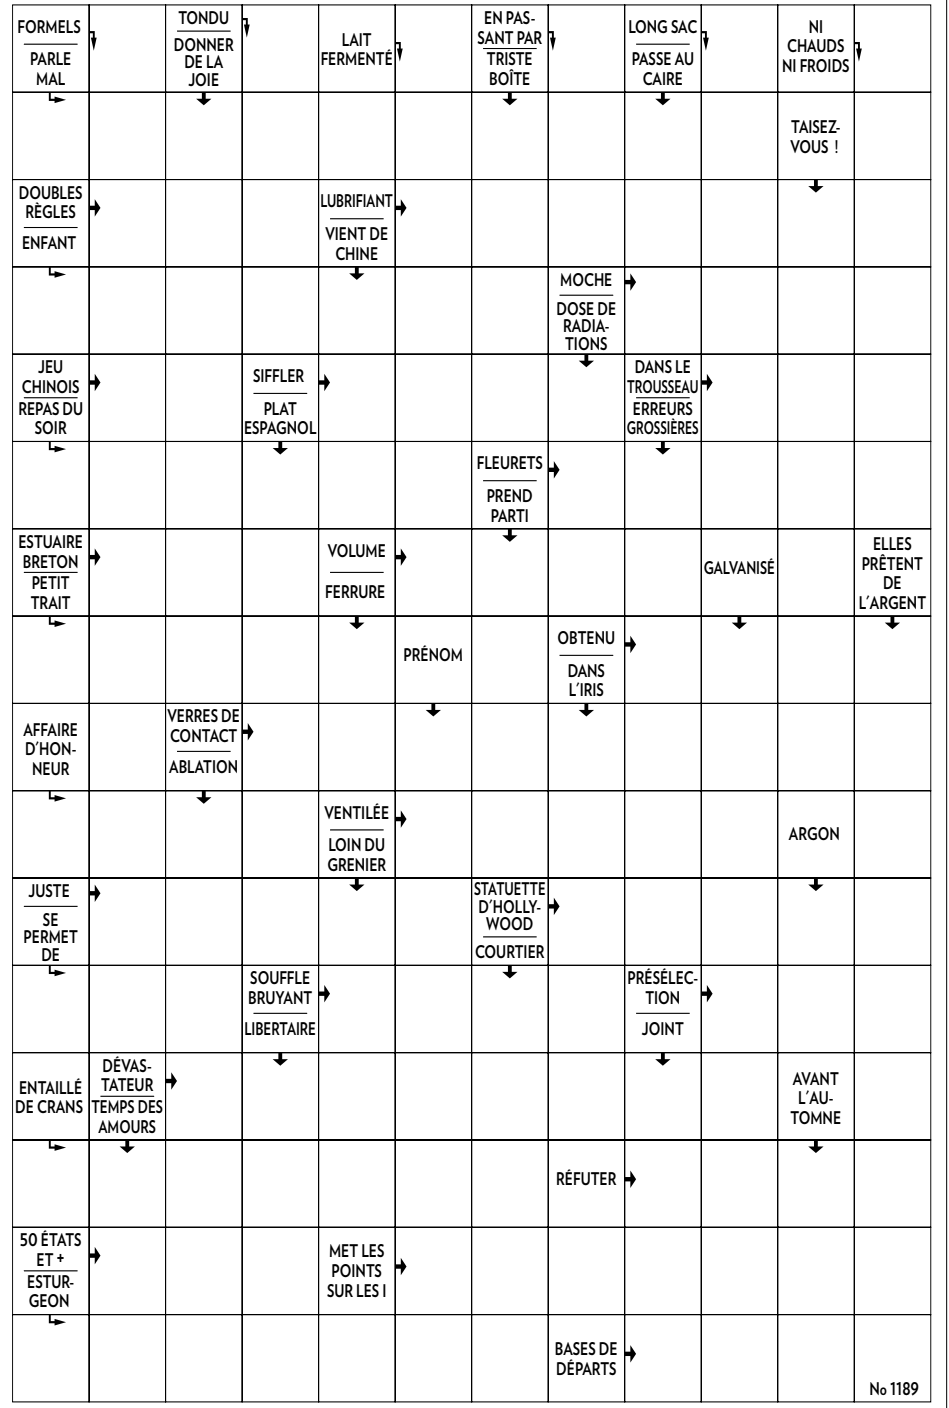 FORMELS
PARLE
MAL
TONDU
DONNER
DE LA
JOIE
LAIT
FERMENTÉ
EN PAS-
SANT PAR
TRISTE
BOÎTE
LONG SAC
PASSE AU
CAIRE
NI
CHAUDS
NI FROIDS
TAISEZ-
VOUS !
DOUBLES
RÈGLES
ENFANT
LUBRIFIANT
VIENT DE
CHINE
MOCHE
DOSE DE
RADIA-
TIONS
JEU
CHINOIS
REPAS DU
SOIR
SIFFLER
PLAT
ESPAGNOL
DANS LE
TROUSSEAU
ERREURS
GROSSIÈRES
FLEURETS
PREND
PARTI
ESTUAIRE
BRETON
PETIT
TRAIT
VOLUME
FERRURE
GALVANISÉ
ELLES
PRÊTENT
DE
L'ARGENT
PRÉNOM
OBTENU
DANS
L'IRIS
AFFAIRE
D'HON-
NEUR
VERRES DE
CONTACT
ABLATION
VENTILÉE
LOIN DU
GRENIER
ARGON
JUSTE
SE
PERMET
DE
STATUETTE
D'HOLLY-
WOOD
COURTIER
SOUFFLE
BRUYANT
LIBERTAIRE
PRÉSÉLEC-
TION
JOINT
ENTAILLÉ
DE CRANS
DÉVAS-
TATEUR
TEMPS DES
AMOURS
AVANT
L'AU-
TOMNE
RÉFUTER
50 ÉTATS
ET +
ESTUR-
GEON
MET LES
POINTS
SUR LES I
BASES DE
DÉPARTS
No 1189